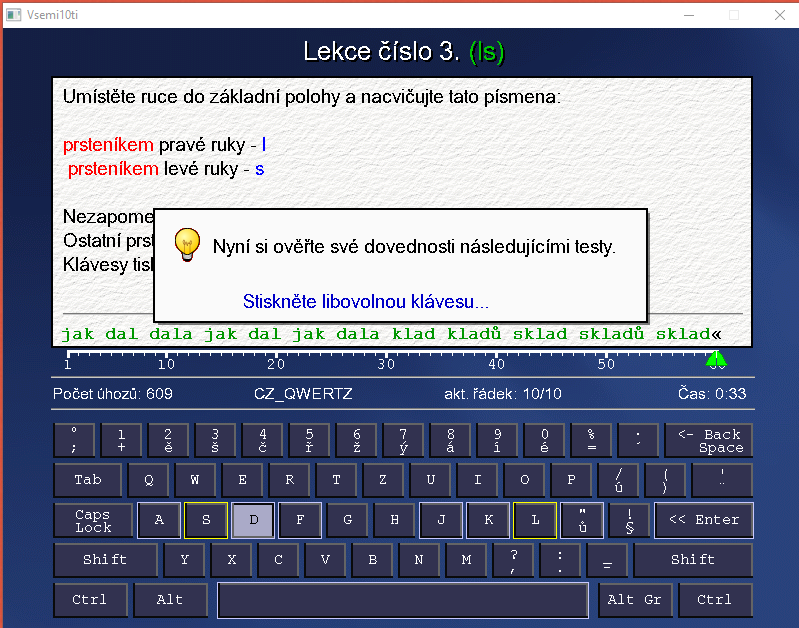 Vsemi10ti
Lekce číslo 3. (ls)
Umístěte ruce do základní polohy a nacvičujte tato písmena:
prsteníkem pravé ruky - l
prsteníkem levé ruky - s
Nezapome
Ostatní prst
Klávesy tisk
Nyní si ověřte své dovednosti následujícími testy.
Stiskněte libovolnou klávesu...
jak dal dala jak dal jak dala klad kladů sklad skladů sklad«
1 10 20 30 40 50 60
Počet úhozů: 609 CZ_QWERTZ akt. řádek: 10/10 Čas: 0:33
° 1 2 3 4 5 6 7 8 9 0 % ˇ <- Back
; + ě š č ř ž ý á í é = ´ Space
Tab Q W E R T Z U I O P / ú ( ) ' ¨
Caps Lock A S D F G H J K L " ů ! § << Enter
Shift Y X C V B N M ? , : . _ Shift
Ctrl Alt Alt Gr Ctrl